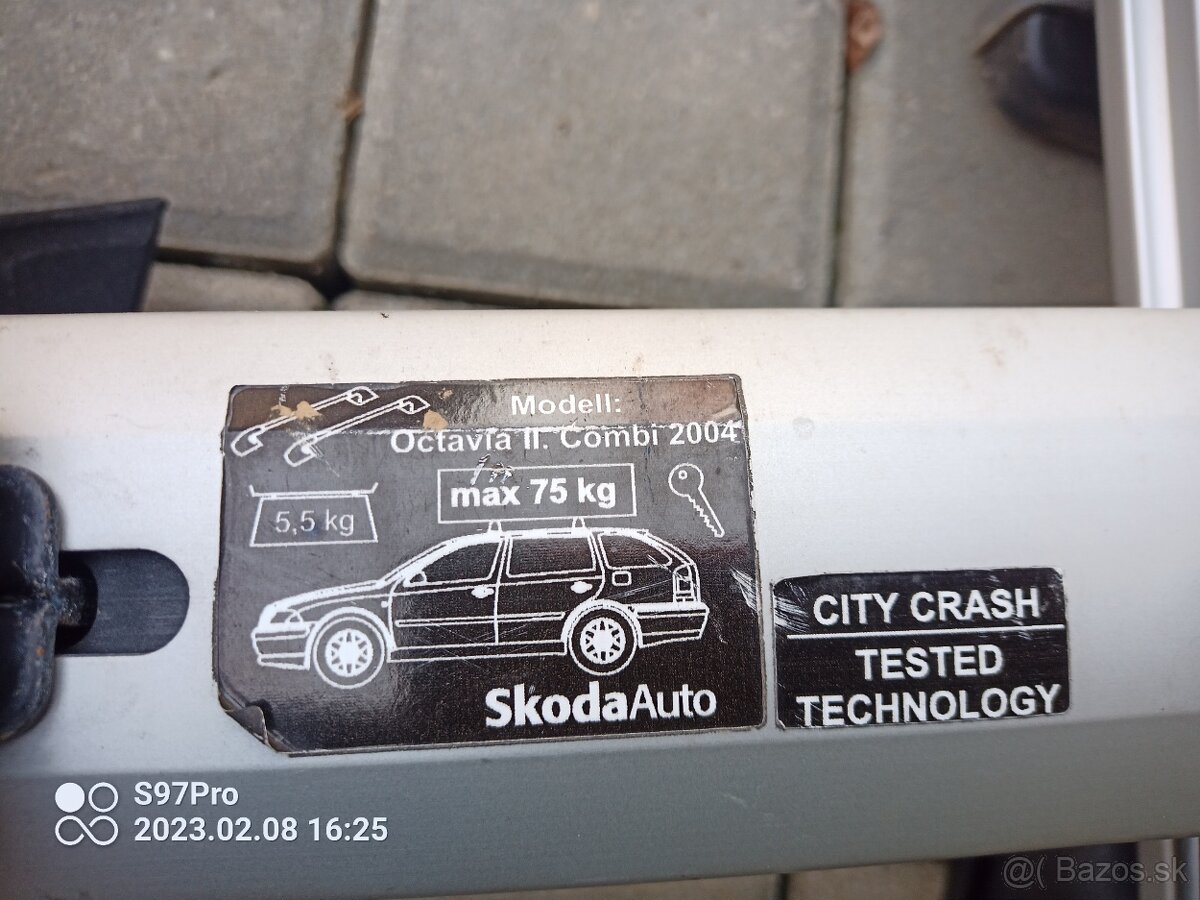 Modell:
Octavia II. Combi 2004
max 75 kg
5,5 kg
SkodaAuto
CITY CRASH
TESTED
TECHNOLOGY
S97Pro
2023.02.08 16:25
@( Bazos.sk